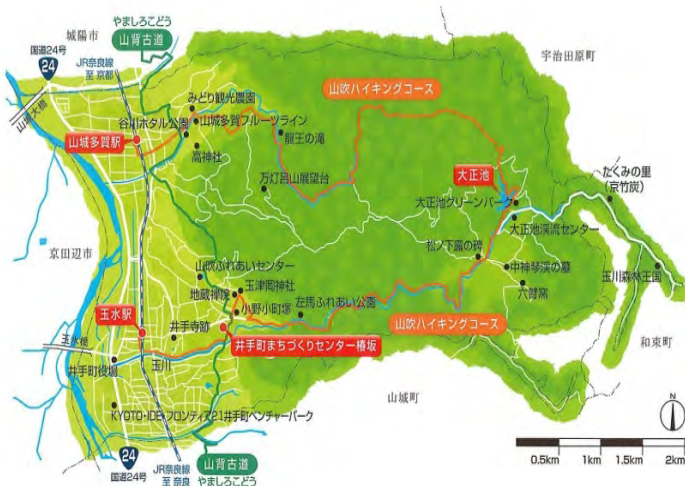 城陽市
国道24号
24
山城大橋
JR奈良線
至 京都
やましろこどう
山背古道
宇治田原町
みどり観光農園
山城多賀フルーツライン
谷川ホタル公園
山城多賀駅
高神社
龍王の滝
山吹ハイキングコース
万灯呂山展望台
大正池
大正池グリーンパーク
大正池渓流センター
たくみの里
(京竹炭)
松ノ下露の碑
中神琴渓の墓
六臂窯
玉川森林王国
京田辺市
山吹ふれあいセンター
玉津岡神社
地蔵禅院
小野小町塚
左馬ふれあい公園
玉水駅
井手寺跡
井手町まちづくりセンター椿坂
山吹ハイキングコース
和束町
玉水橋
井手町役場
玉川
山城町
KYOTO・IDE・フロンティア21井手町ベンチャーパーク
24
国道24号
JR奈良線
至 奈良
山背古道
やましろこどう
N
0.5km 1km 1.5km 2km